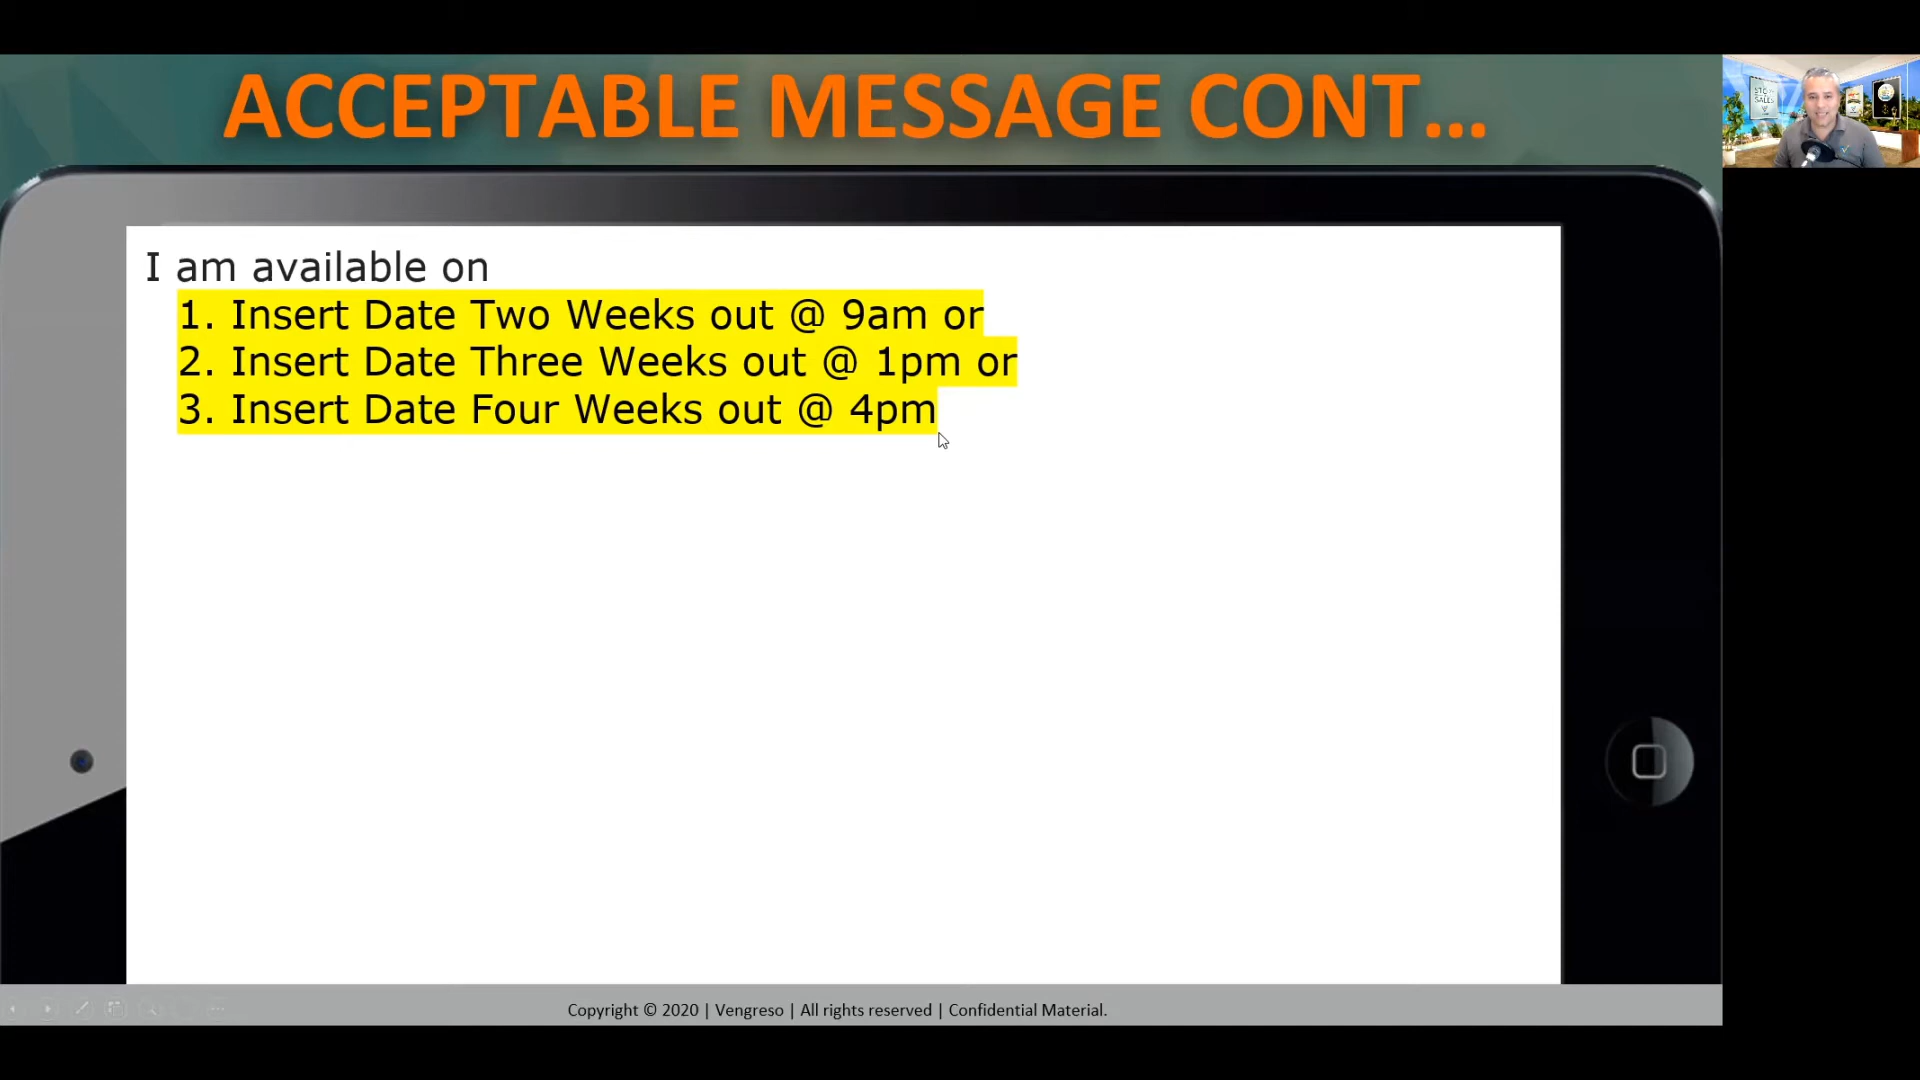 ACCEPTABLE MESSAGE CONT...
I am available on
1. Insert Date Two Weeks out @ 9am or
2. Insert Date Three Weeks out @ 1pm or
3. Insert Date Four Weeks out @ 4pm
Copyright © 2020 | Vengreso | All rights reserved | Confidential Material.